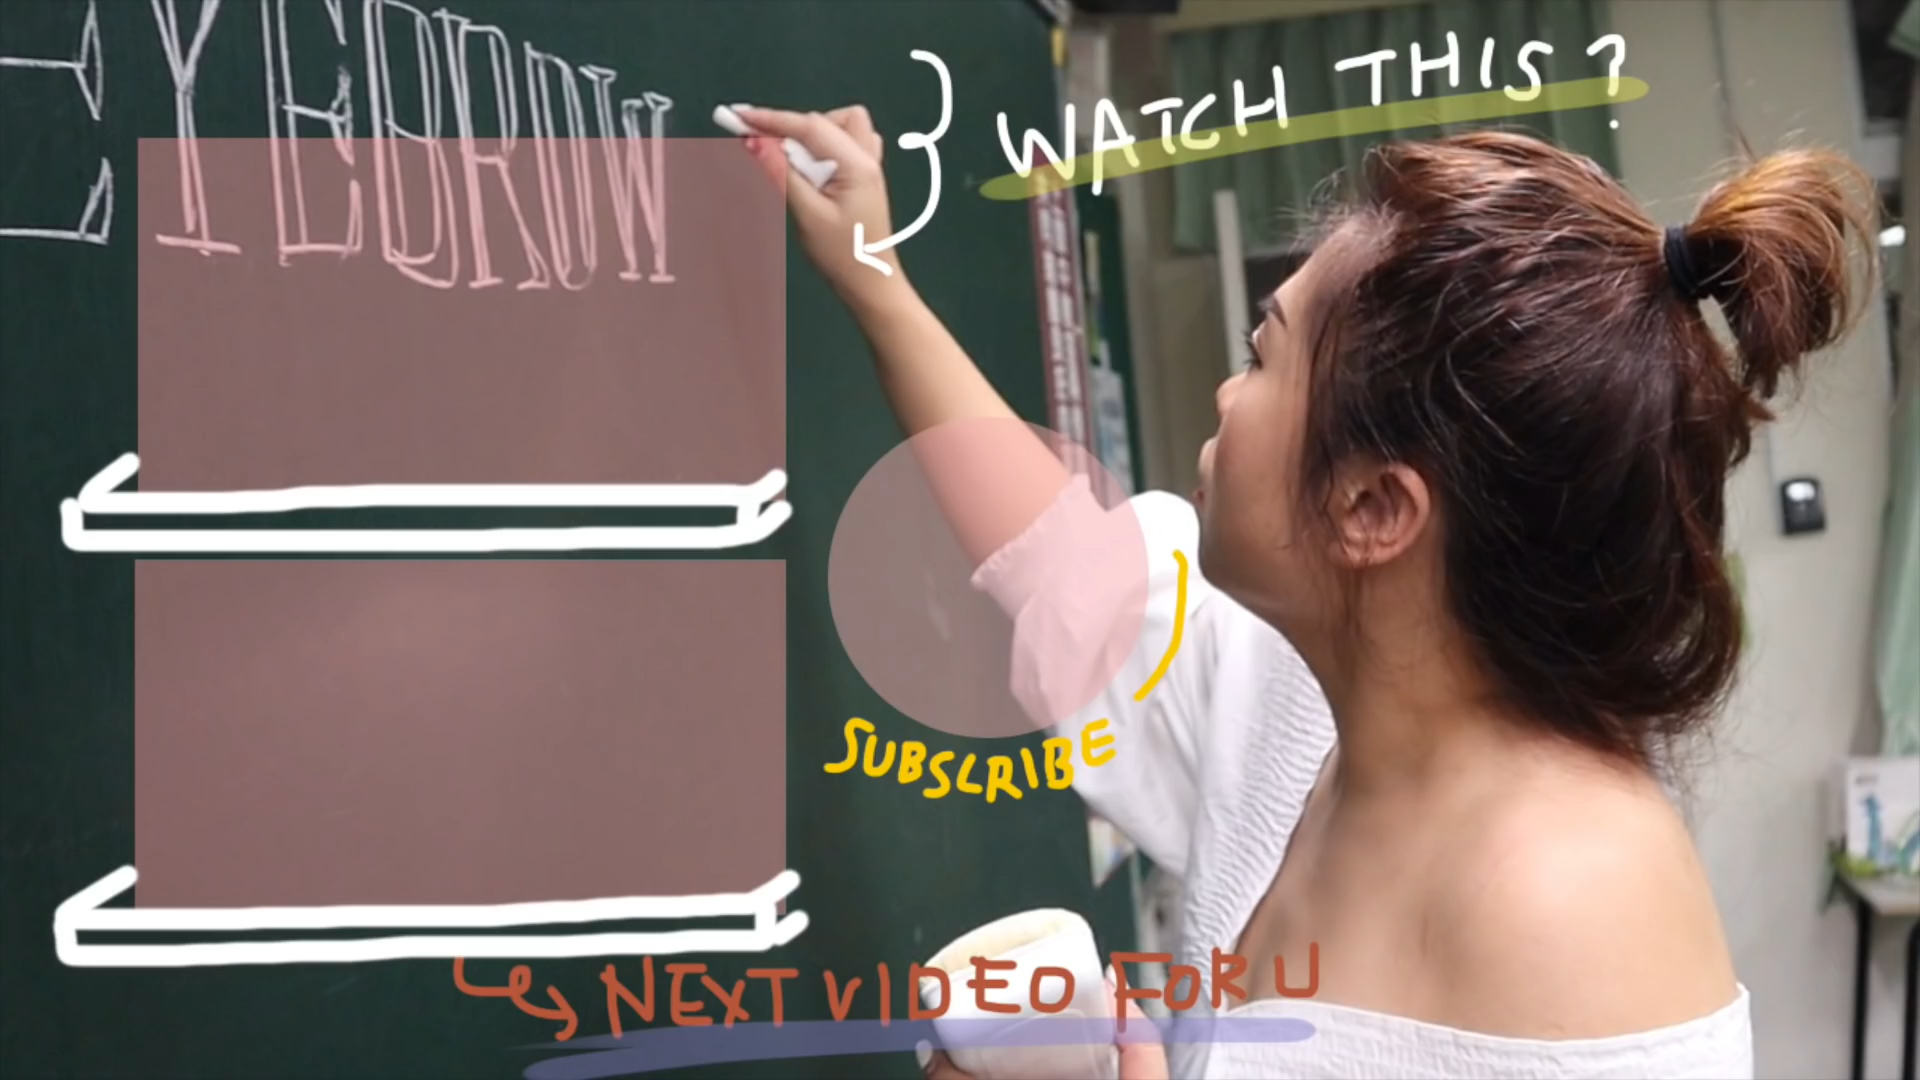 EYEBROW
WATCH THIS?
SUBSCRIBE
NEXT VIDEO FOR U